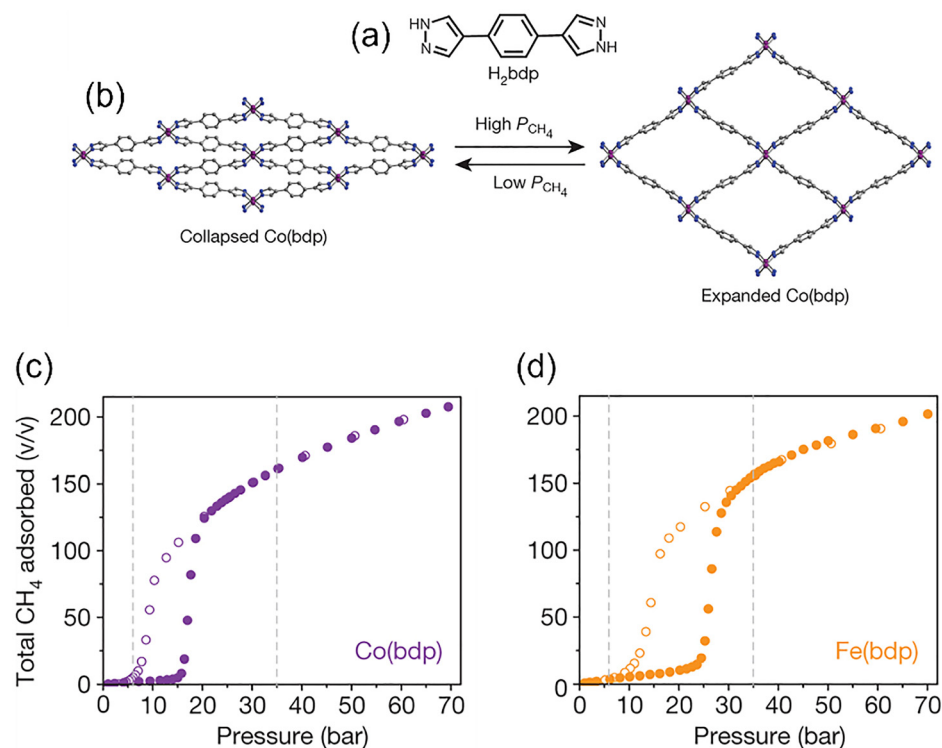 (a)
HN
N
N
NH
H₂bdp
(b)
High P_CH₄
Low P_CH₄
Collapsed Co(bdp)
Expanded Co(bdp)
(c)
Total CH₄ adsorbed (v/v)
200
150
100
50
0
Co(bdp)
0 10 20 30 40 50 60 70
Pressure (bar)
(d)
200
150
100
50
0
Fe(bdp)
0 10 20 30 40 50 60 70
Pressure (bar)